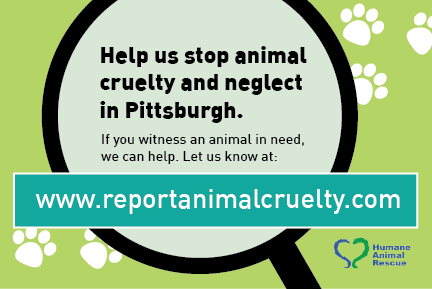 Help us stop animal
cruelty and neglect
in Pittsburgh.
If you witness an animal in need,
we can help. Let us know at:
www.reportanimalcruelty.com
Humane
Animal
Rescue